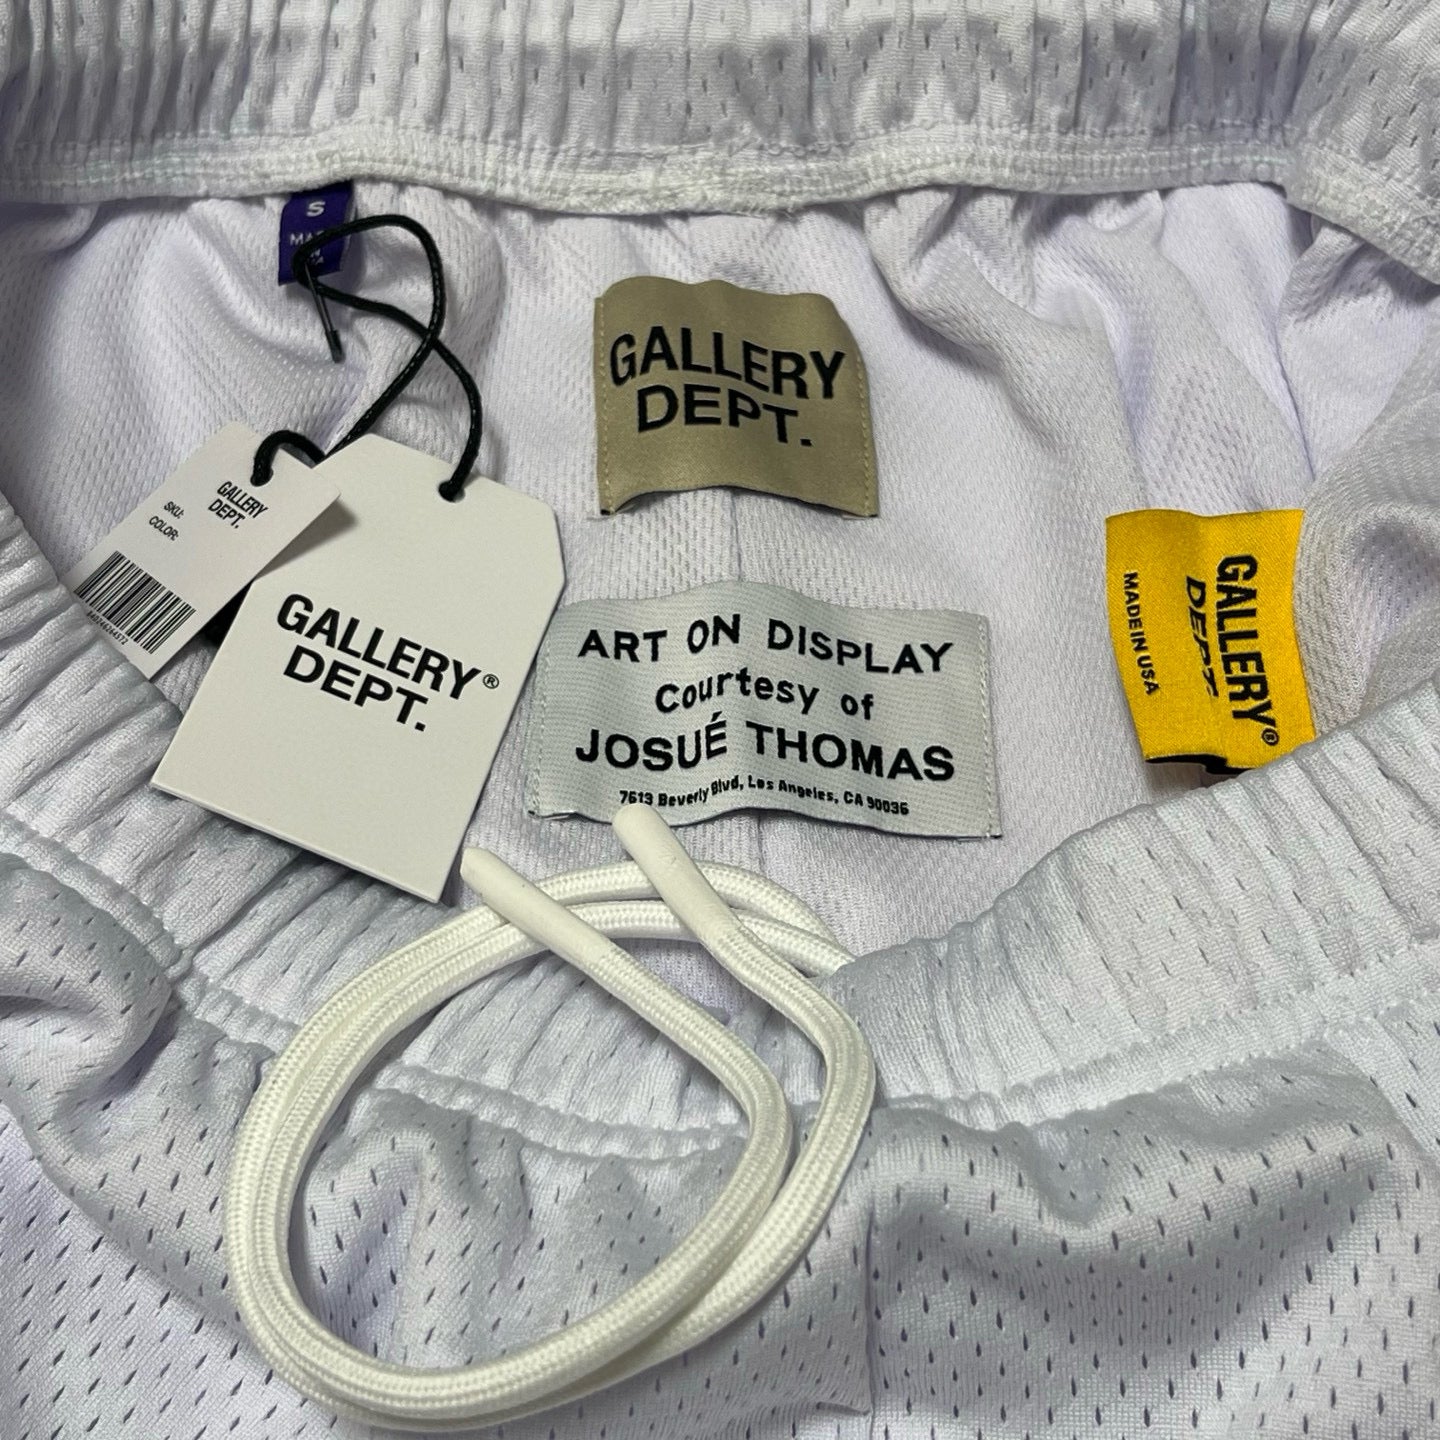 S
GALLERY
DEPT.
GALLERY
DEPT.
SKU:
COLOR:
GALLERY®
DEPT.
ART ON DISPLAY
Courtesy of
JOSUÉ THOMAS
7613 Beverly Blvd, Los Angeles, CA 90036
GALLERY®
DEPT.
MADE IN USA